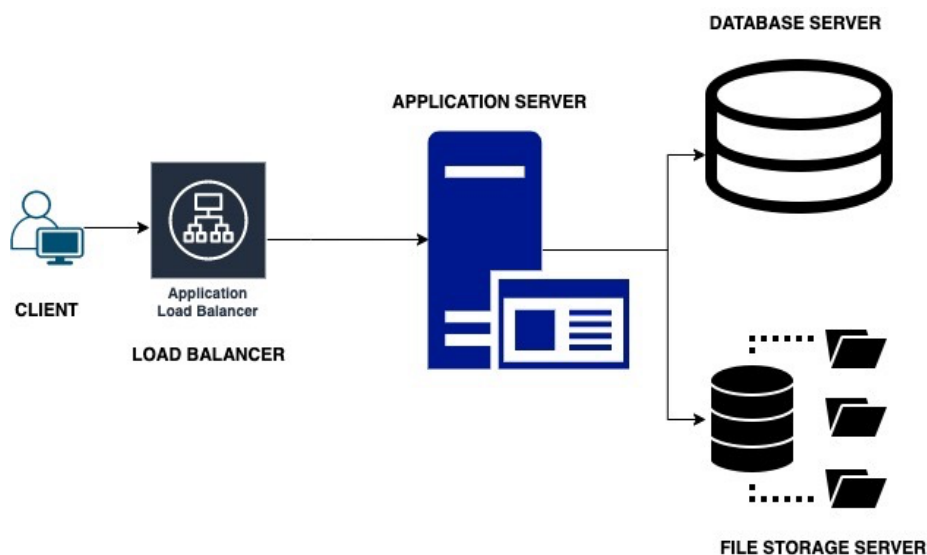 DATABASE SERVER
APPLICATION SERVER
CLIENT
Application
Load Balancer
LOAD BALANCER
FILE STORAGE SERVER